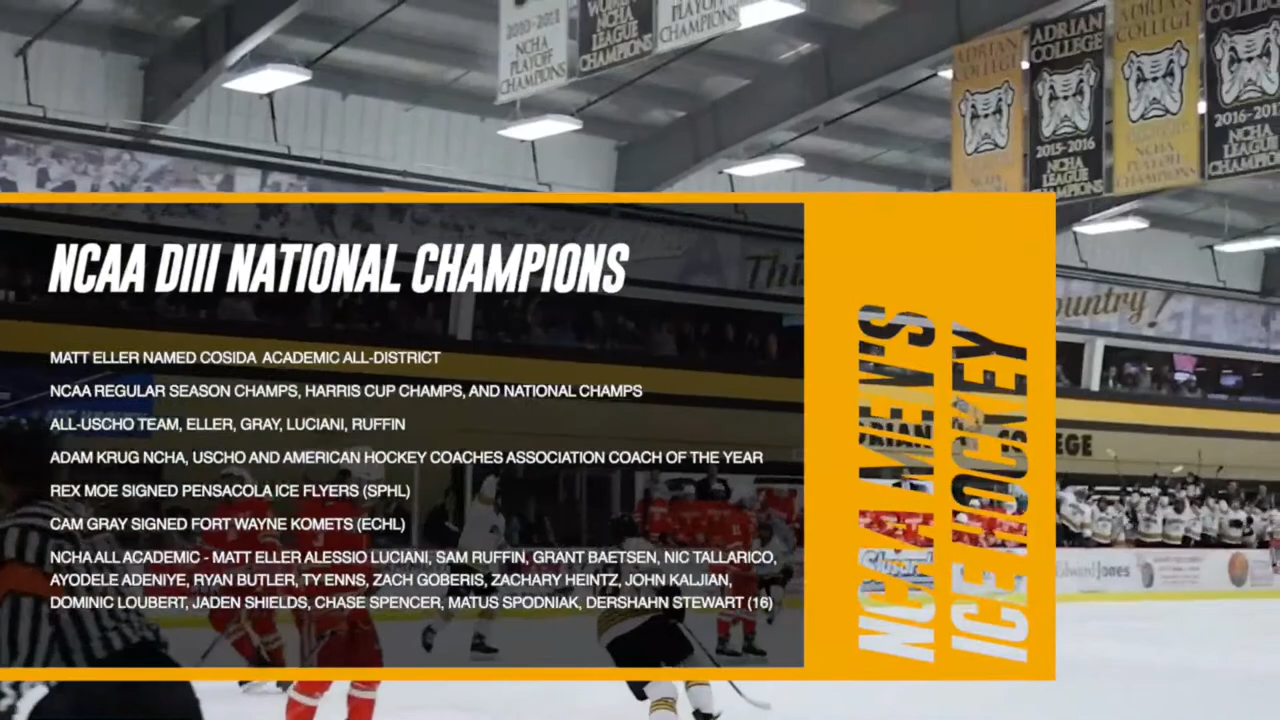 2010-2011
NCHA
PLAYOFF
CHAMPIONS
NCHA
LEAGUE
CHAMPIONS
PLAYOFF
CHAMPIONS
ADRIAN
COLLEGE
ADRIAN
COLLEGE
2015-2016
NCHA
LEAGUE
ADRIAN
COLLEGE
NCHA
PLAYOFF
CHAMPIONS
NCHA
LEAGUE
NCAA DIII NATIONAL CHAMPIONS
MATT ELLER NAMED COSIDA ACADEMIC ALL-DISTRICT
NCAA REGULAR SEASON CHAMPS, HARRIS CUP CHAMPS, AND NATIONAL CHAMPS
ALL-USCHO TEAM, ELLER, GRAY, LUCIANI, RUFFIN
ADAM KRUG NCHA, USCHO AND AMERICAN HOCKEY COACHES ASSOCIATION COACH OF THE YEAR
REX MOE SIGNED PENSACOLA ICE FLYERS (SPHL)
CAM GRAY SIGNED FORT WAYNE KOMETS (ECHL)
NCHA ALL ACADEMIC - MATT ELLER ALESSIO LUCIANI, SAM RUFFIN, GRANT BAETSEN, NIC TALLARICO,
AYODELE ADENIYE, RYAN BUTLER, TY ENNS, ZACH GOBERIS, ZACHARY HEINTZ, JOHN KALJIAN,
DOMINIC LOUBERT, JADEN SHIELDS, CHASE SPENCER, MATUS SPODNIAK, DERSHAHN STEWART (16)
NCAA MEN'S
ICE HOCKEY
Edward Jones